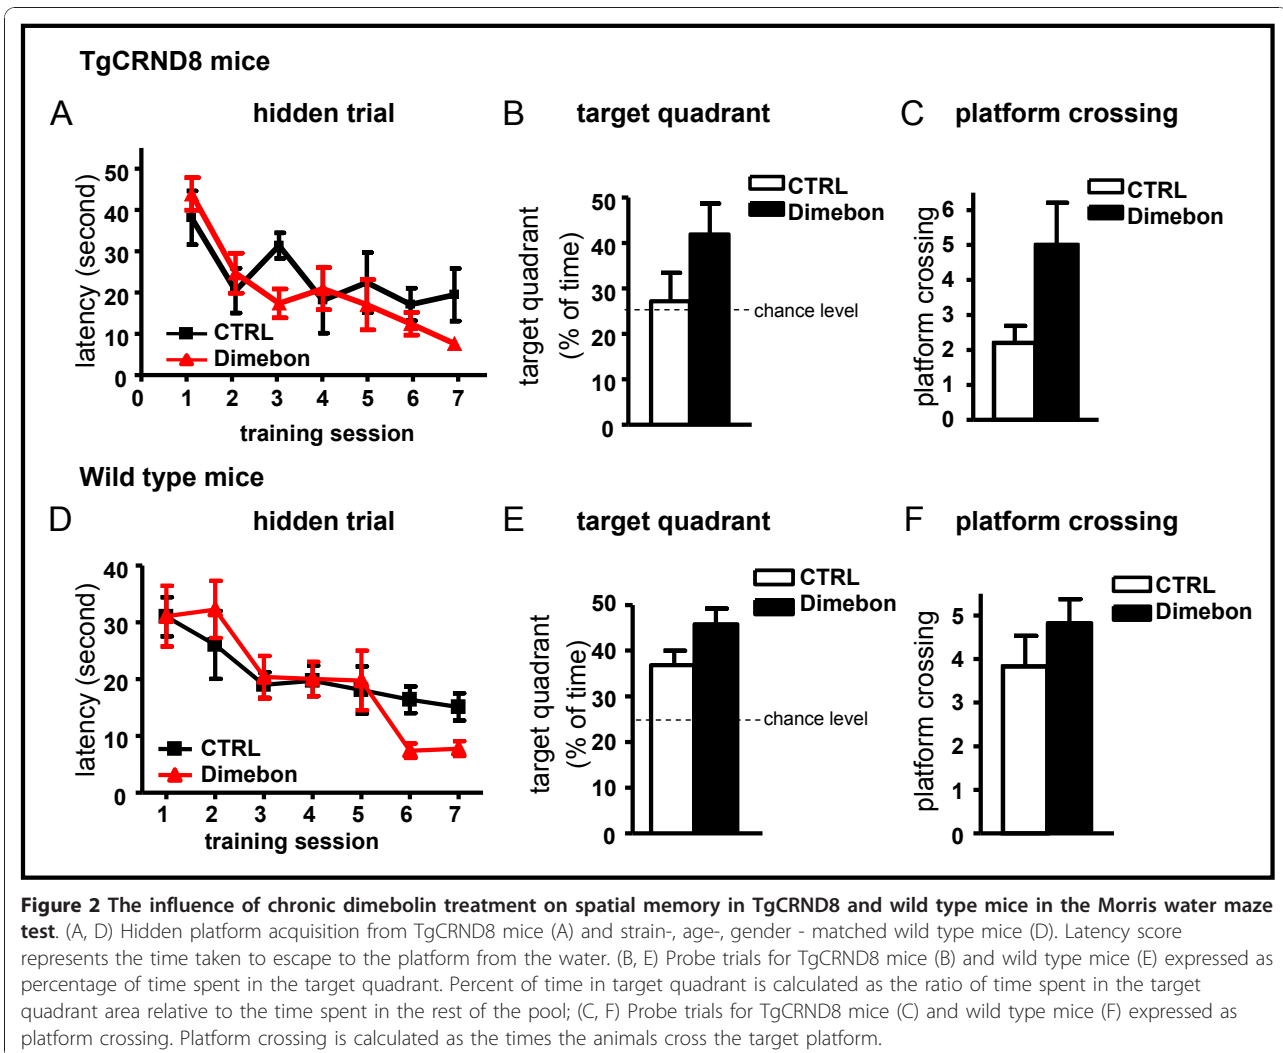 TgCRND8 mice
A hidden trial
50
40
30
20
10
0
latency (second)
CTRL
Dimebon
0 1 2 3 4 5 6 7
training session
B target quadrant
CTRL
Dimebon
50
40
30
20
10
0
target quadrant
(% of time)
chance level
C platform crossing
CTRL
Dimebon
6
5
4
3
2
1
0
platform crossing
Wild type mice
D hidden trial
40
30
20
10
0
latency (second)
CTRL
Dimebon
1 2 3 4 5 6 7
training session
E target quadrant
CTRL
Dimebon
50
40
30
20
10
0
target quadrant
(% of time)
chance level
F platform crossing
CTRL
Dimebon
5
4
3
2
1
0
platform crossing
Figure 2 The influence of chronic dimebolin treatment on spatial memory in TgCRND8 and wild type mice in the Morris water maze
test. (A, D) Hidden platform acquisition from TgCRND8 mice (A) and strain-, age-, gender - matched wild type mice (D). Latency score
represents the time taken to escape to the platform from the water. (B, E) Probe trials for TgCRND8 mice (B) and wild type mice (E) expressed as
percentage of time spent in the target quadrant. Percent of time in target quadrant is calculated as the ratio of time spent in the target
quadrant area relative to the time spent in the rest of the pool; (C, F) Probe trials for TgCRND8 mice (C) and wild type mice (F) expressed as
platform crossing. Platform crossing is calculated as the times the animals cross the target platform.